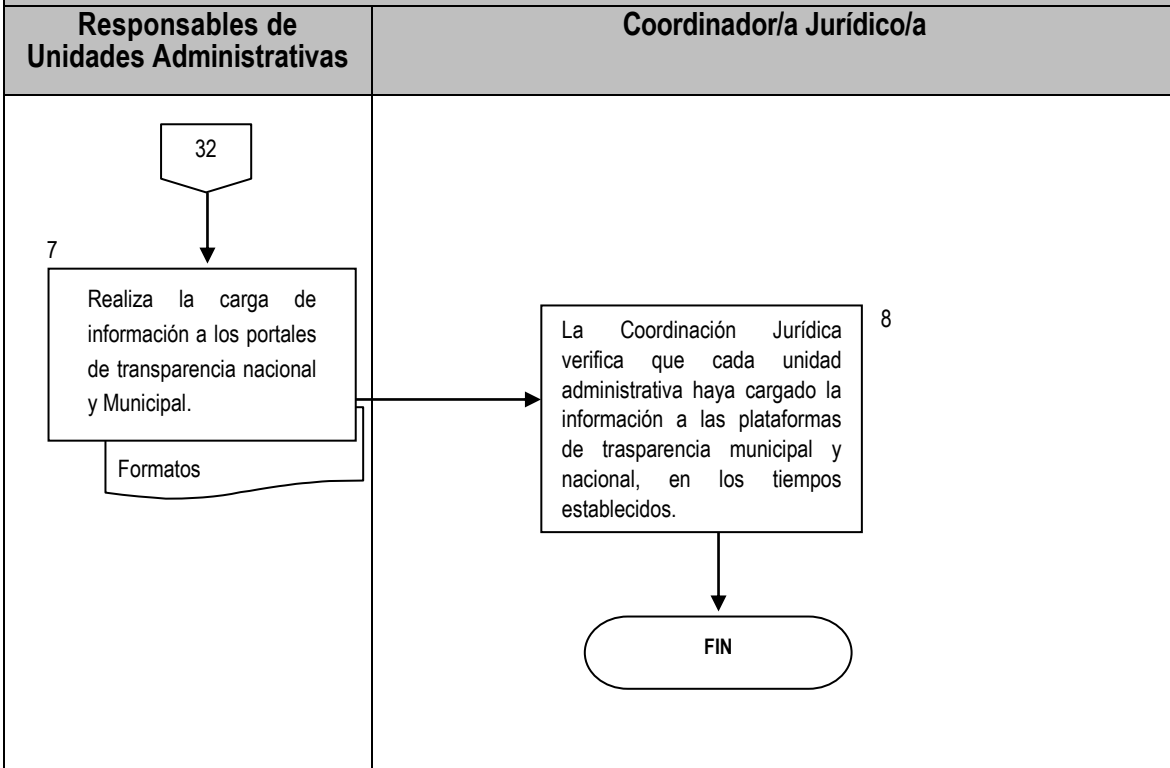 Responsables de
Unidades Administrativas
Coordinador/a Jurídico/a
32
7
Realiza la carga de
información a los portales
de transparencia nacional
y Municipal.
Formatos
8
La Coordinación Jurídica
verifica que cada unidad
administrativa haya cargado la
información a las plataformas
de trasparencia municipal y
nacional, en los tiempos
establecidos.
FIN